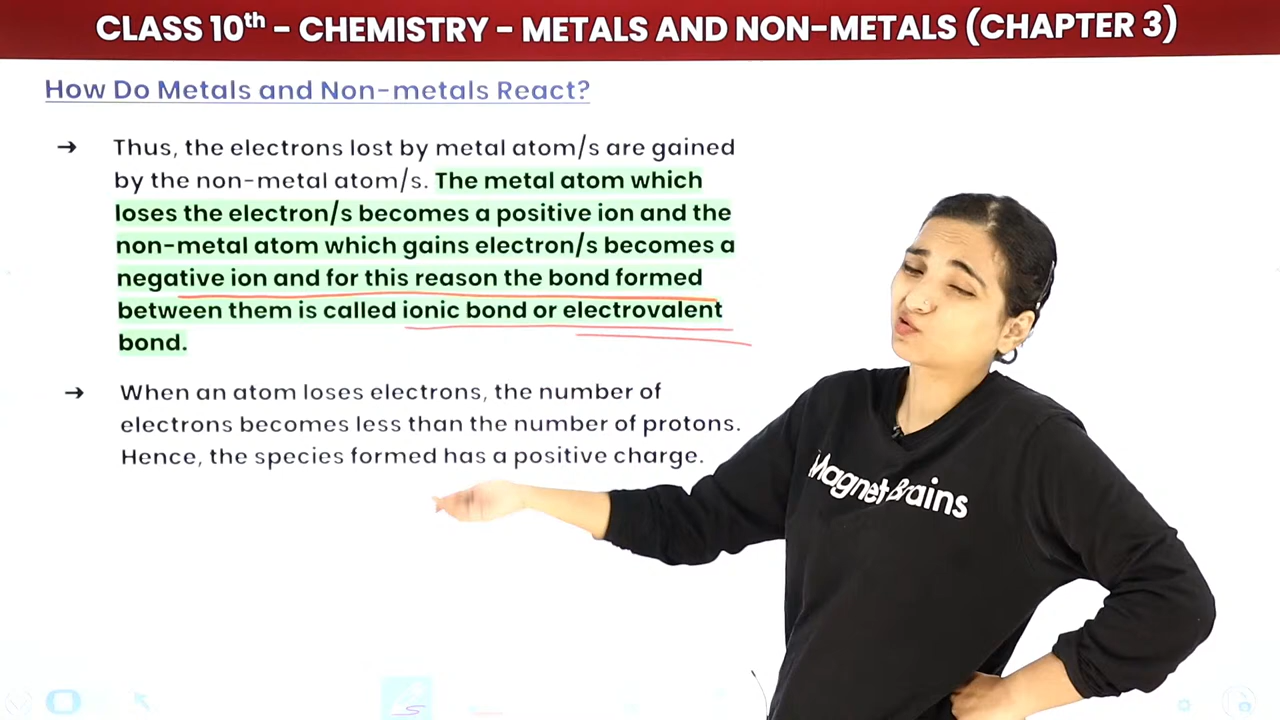 CLASS 10th - CHEMISTRY - METALS AND NON-METALS (CHAPTER 3)
How Do Metals and Non-metals React?
→ Thus, the electrons lost by metal atom/s are gained
by the non-metal atom/s. The metal atom which
loses the electron/s becomes a positive ion and the
non-metal atom which gains electron/s becomes a
negative ion and for this reason the bond formed
between them is called ionic bond or electrovalent
bond.
→ When an atom loses electrons, the number of
electrons becomes less than the number of protons.
Hence, the species formed has a positive charge.
Magnet Brains